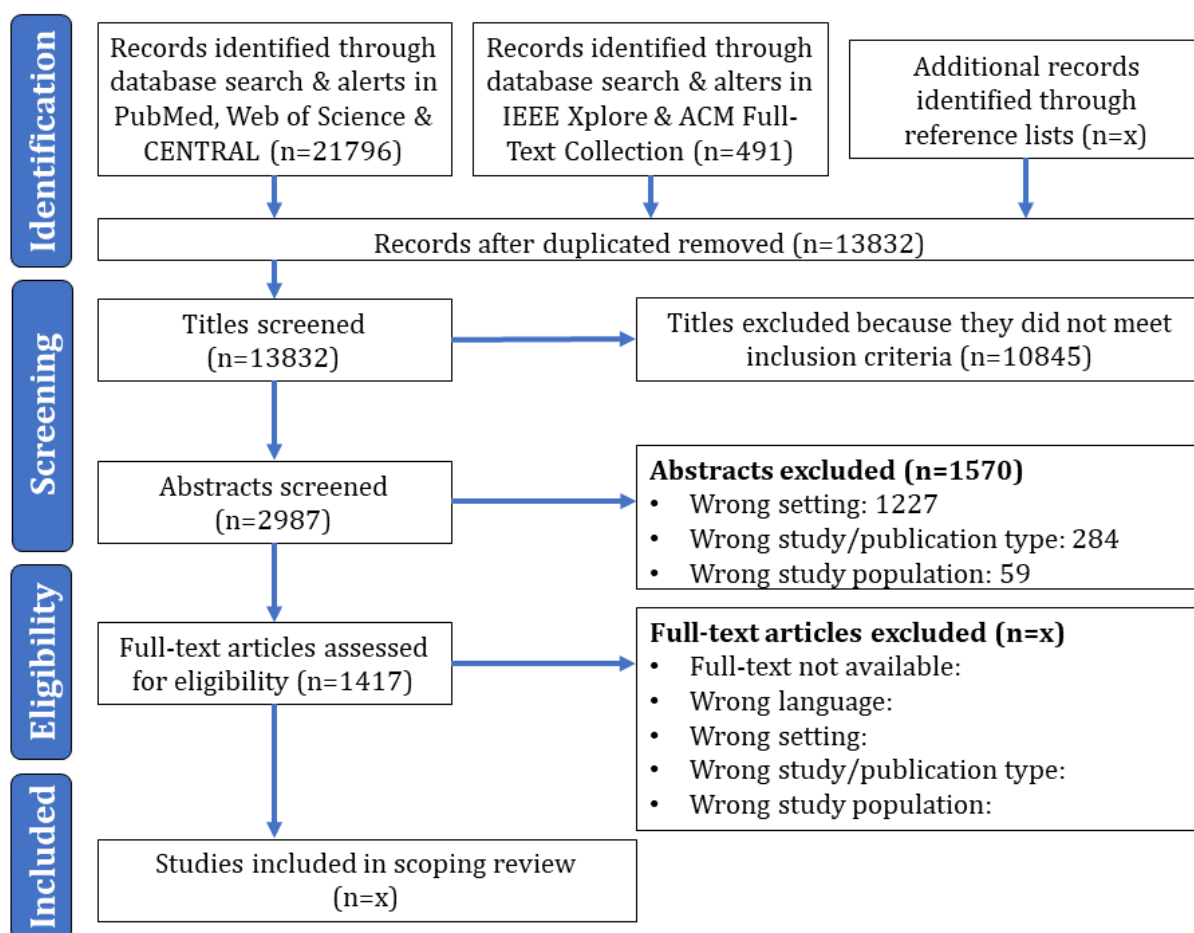 Identification
Records identified through
database search & alerts in
PubMed, Web of Science &
CENTRAL (n=21796)
Records identified through
database search & alters in
IEEE Xplore & ACM Full-
Text Collection (n=491)
Additional records
identified through
reference lists (n=x)
Records after duplicated removed (n=13832)
Screening
Titles screened
(n=13832)
Titles excluded because they did not meet
inclusion criteria (n=10845)
Abstracts screened
(n=2987)
Abstracts excluded (n=1570)
• Wrong setting: 1227
• Wrong study/publication type: 284
• Wrong study population: 59
Eligibility
Full-text articles assessed
for eligibility (n=1417)
Full-text articles excluded (n=x)
• Full-text not available:
• Wrong language:
• Wrong setting:
• Wrong study/publication type:
• Wrong study population:
Included
Studies included in scoping review
(n=x)